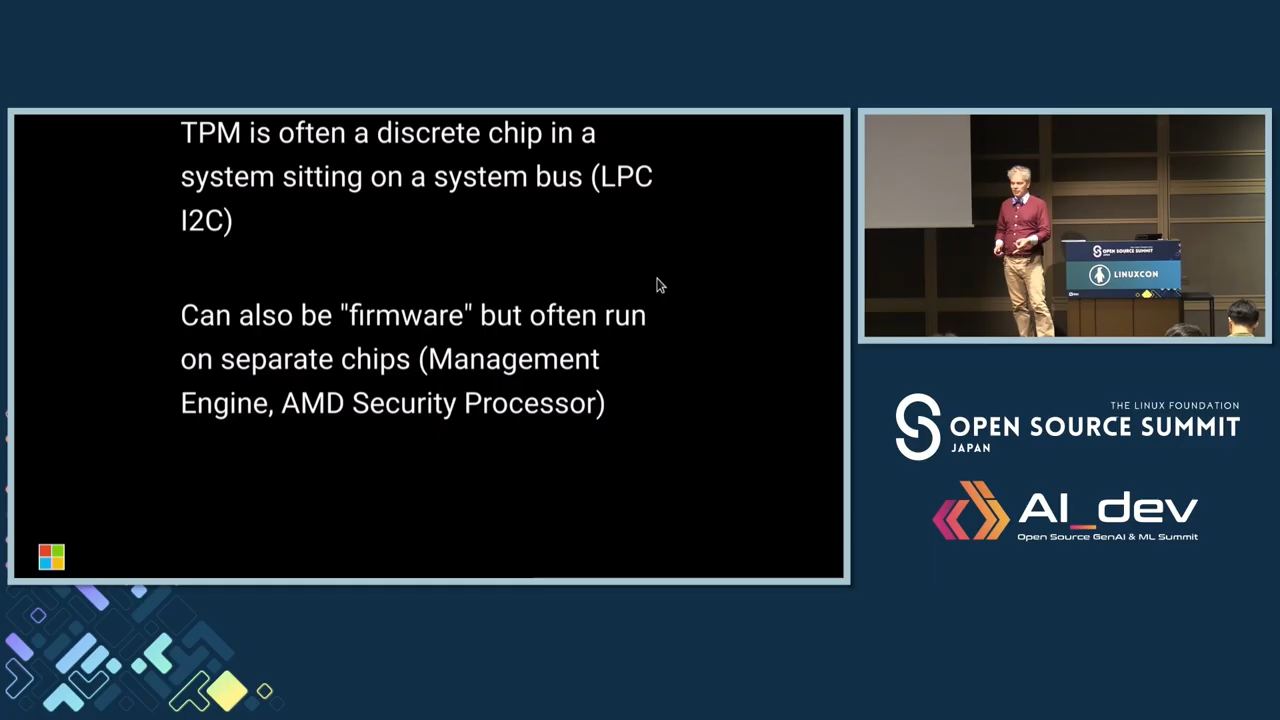 TPM is often a discrete chip in a
system sitting on a system bus (LPC
I2C)
Can also be "firmware" but often run
on separate chips (Management
Engine, AMD Security Processor)
OPEN SOURCE SUMMIT
LINUXCON
THE LINUX FOUNDATION
OPEN SOURCE SUMMIT
JAPAN
AI_dev
Open Source GenAI & ML Summit